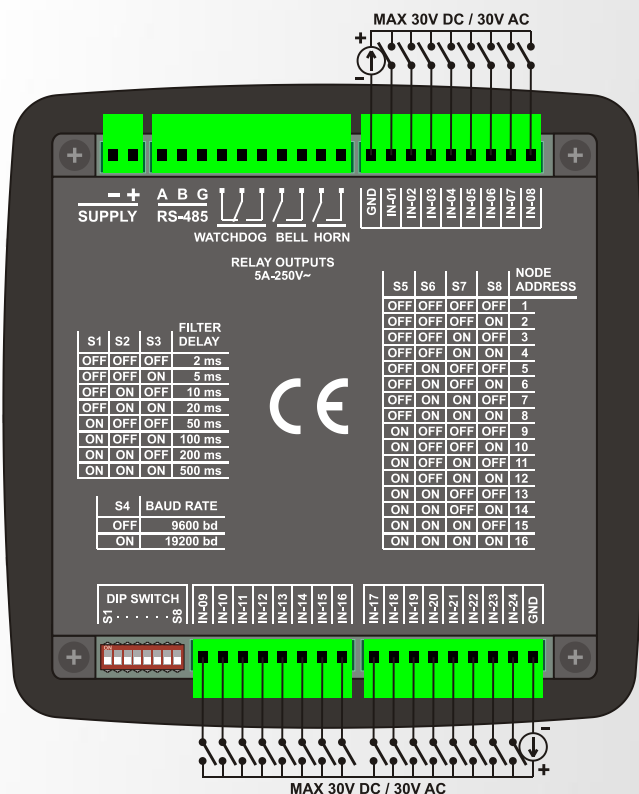 MAX 30V DC / 30V AC
+
−
− +
SUPPLY
A B G
RS-485
WATCHDOG BELL HORN
RELAY OUTPUTS
5A-250V~
GND IN-01 IN-02 IN-03 IN-04 IN-05 IN-06 IN-07 IN-08
S5 S6 S7 S8 NODE ADDRESS
OFF OFF OFF OFF 1
OFF OFF OFF ON 2
OFF OFF ON OFF 3
OFF OFF ON ON 4
OFF ON OFF OFF 5
OFF ON OFF ON 6
OFF ON ON OFF 7
OFF ON ON ON 8
ON OFF OFF OFF 9
ON OFF OFF ON 10
ON OFF ON OFF 11
ON OFF ON ON 12
ON ON OFF OFF 13
ON ON OFF ON 14
ON ON ON OFF 15
ON ON ON ON 16
S1 S2 S3 FILTER DELAY
OFF OFF OFF 2 ms
OFF OFF ON 5 ms
OFF ON OFF 10 ms
OFF ON ON 20 ms
ON OFF OFF 50 ms
ON OFF ON 100 ms
ON ON OFF 200 ms
ON ON ON 500 ms
CE
S4 BAUD RATE
OFF 9600 bd
ON 19200 bd
DIP SWITCH
S1 . . . . . . S8
ON
IN-09 IN-10 IN-11 IN-12 IN-13 IN-14 IN-15 IN-16
IN-17 IN-18 IN-19 IN-20 IN-21 IN-22 IN-23 IN-24 GND
−
+
MAX 30V DC / 30V AC